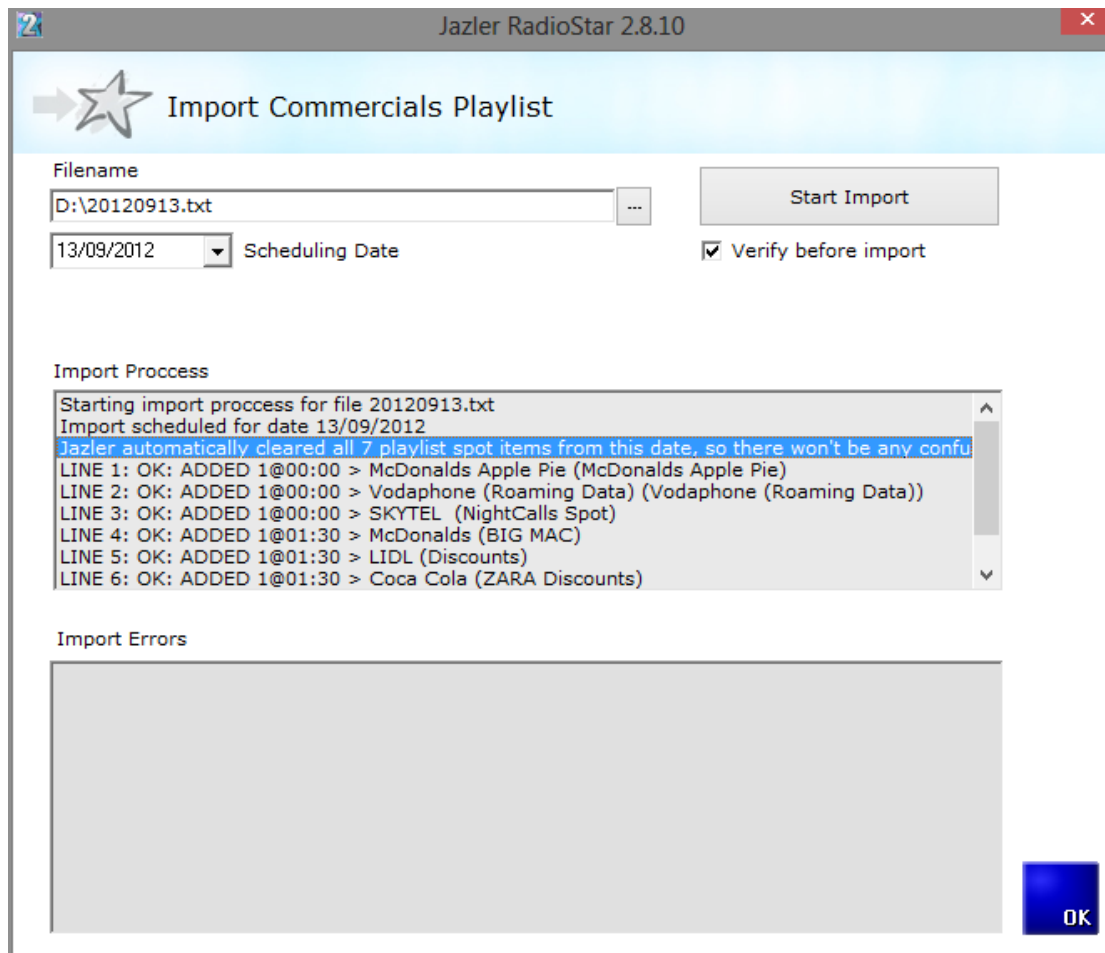 2
Jazler RadioStar 2.8.10
Import Commercials Playlist
Filename
D:\20120913.txt
...
Start Import
13/09/2012
Scheduling Date
Verify before import
Import Proccess
Starting import proccess for file 20120913.txt
Import scheduled for date 13/09/2012
Jazler automatically cleared all 7 playlist spot items from this date, so there won't be any confu
LINE 1: OK: ADDED 1@00:00 > McDonalds Apple Pie (McDonalds Apple Pie)
LINE 2: OK: ADDED 1@00:00 > Vodaphone (Roaming Data) (Vodaphone (Roaming Data))
LINE 3: OK: ADDED 1@00:00 > SKYTEL  (NightCalls Spot)
LINE 4: OK: ADDED 1@01:30 > McDonalds (BIG MAC)
LINE 5: OK: ADDED 1@01:30 > LIDL (Discounts)
LINE 6: OK: ADDED 1@01:30 > Coca Cola (ZARA Discounts)
Import Errors
OK